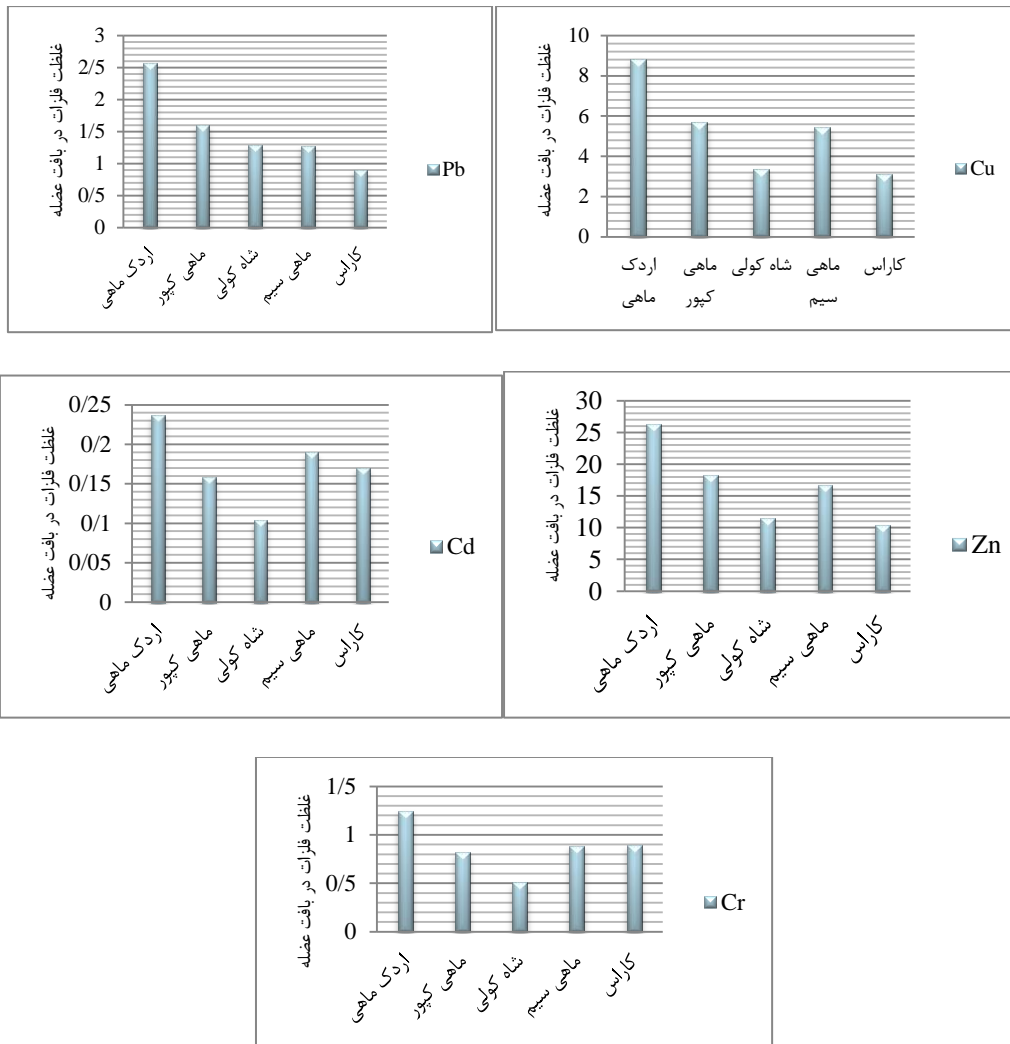 غلظت فلزات در بافت عضله
3
2/5
2
1/5
1
0/5
0
اردک ماهی
ماهی کپور
شاه کولی
ماهی سیم
کاراس
Pb
غلظت فلزات در بافت عضله
10
8
6
4
2
0
اردک ماهی
ماهی کپور
شاه کولی
ماهی سیم
کاراس
Cu
غلظت فلزات در بافت عضله
0/25
0/2
0/15
0/1
0/05
0
اردک ماهی
ماهی کپور
شاه کولی
ماهی سیم
کاراس
Cd
غلظت فلزات در بافت عضله
30
25
20
15
10
5
0
اردک ماهی
ماهی کپور
شاه کولی
ماهی سیم
کاراس
Zn
غلظت فلزات در بافت عضله
1/5
1
0/5
0
اردک ماهی
ماهی کپور
شاه کولی
ماهی سیم
کاراس
Cr